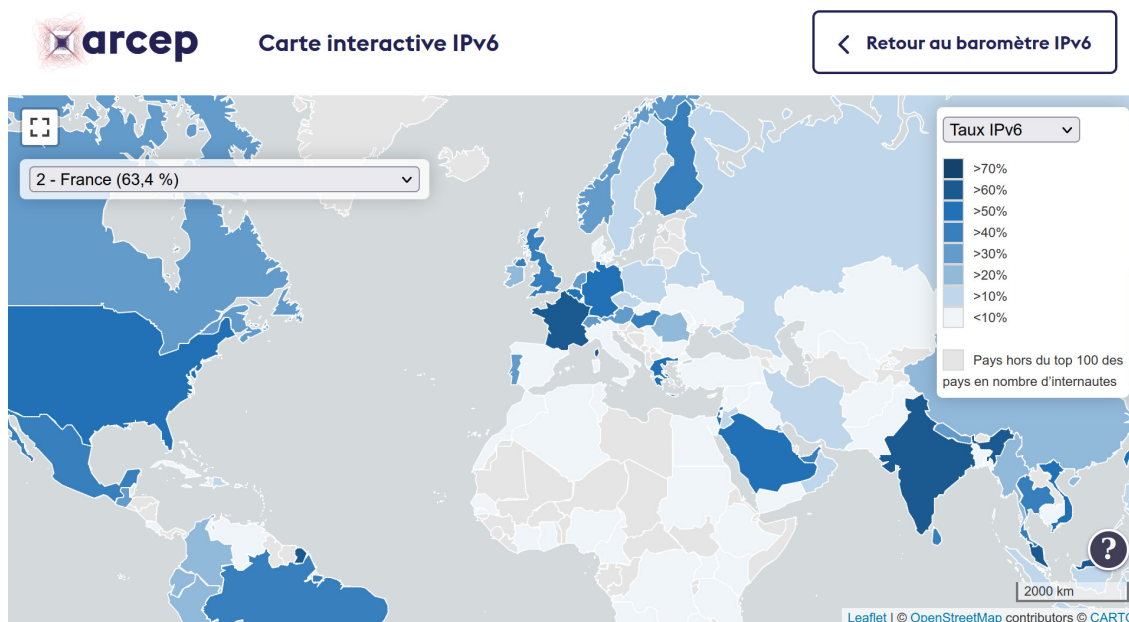 arcep
Carte interactive IPv6
Retour au baromètre IPv6
2 - France (63,4 %)
Taux IPv6
>70%
>60%
>50%
>40%
>30%
>20%
>10%
<10%
Pays hors du top 100 des
pays en nombre d'internautes
?
2000 km
Leaflet | © OpenStreetMap contributors © CARTO